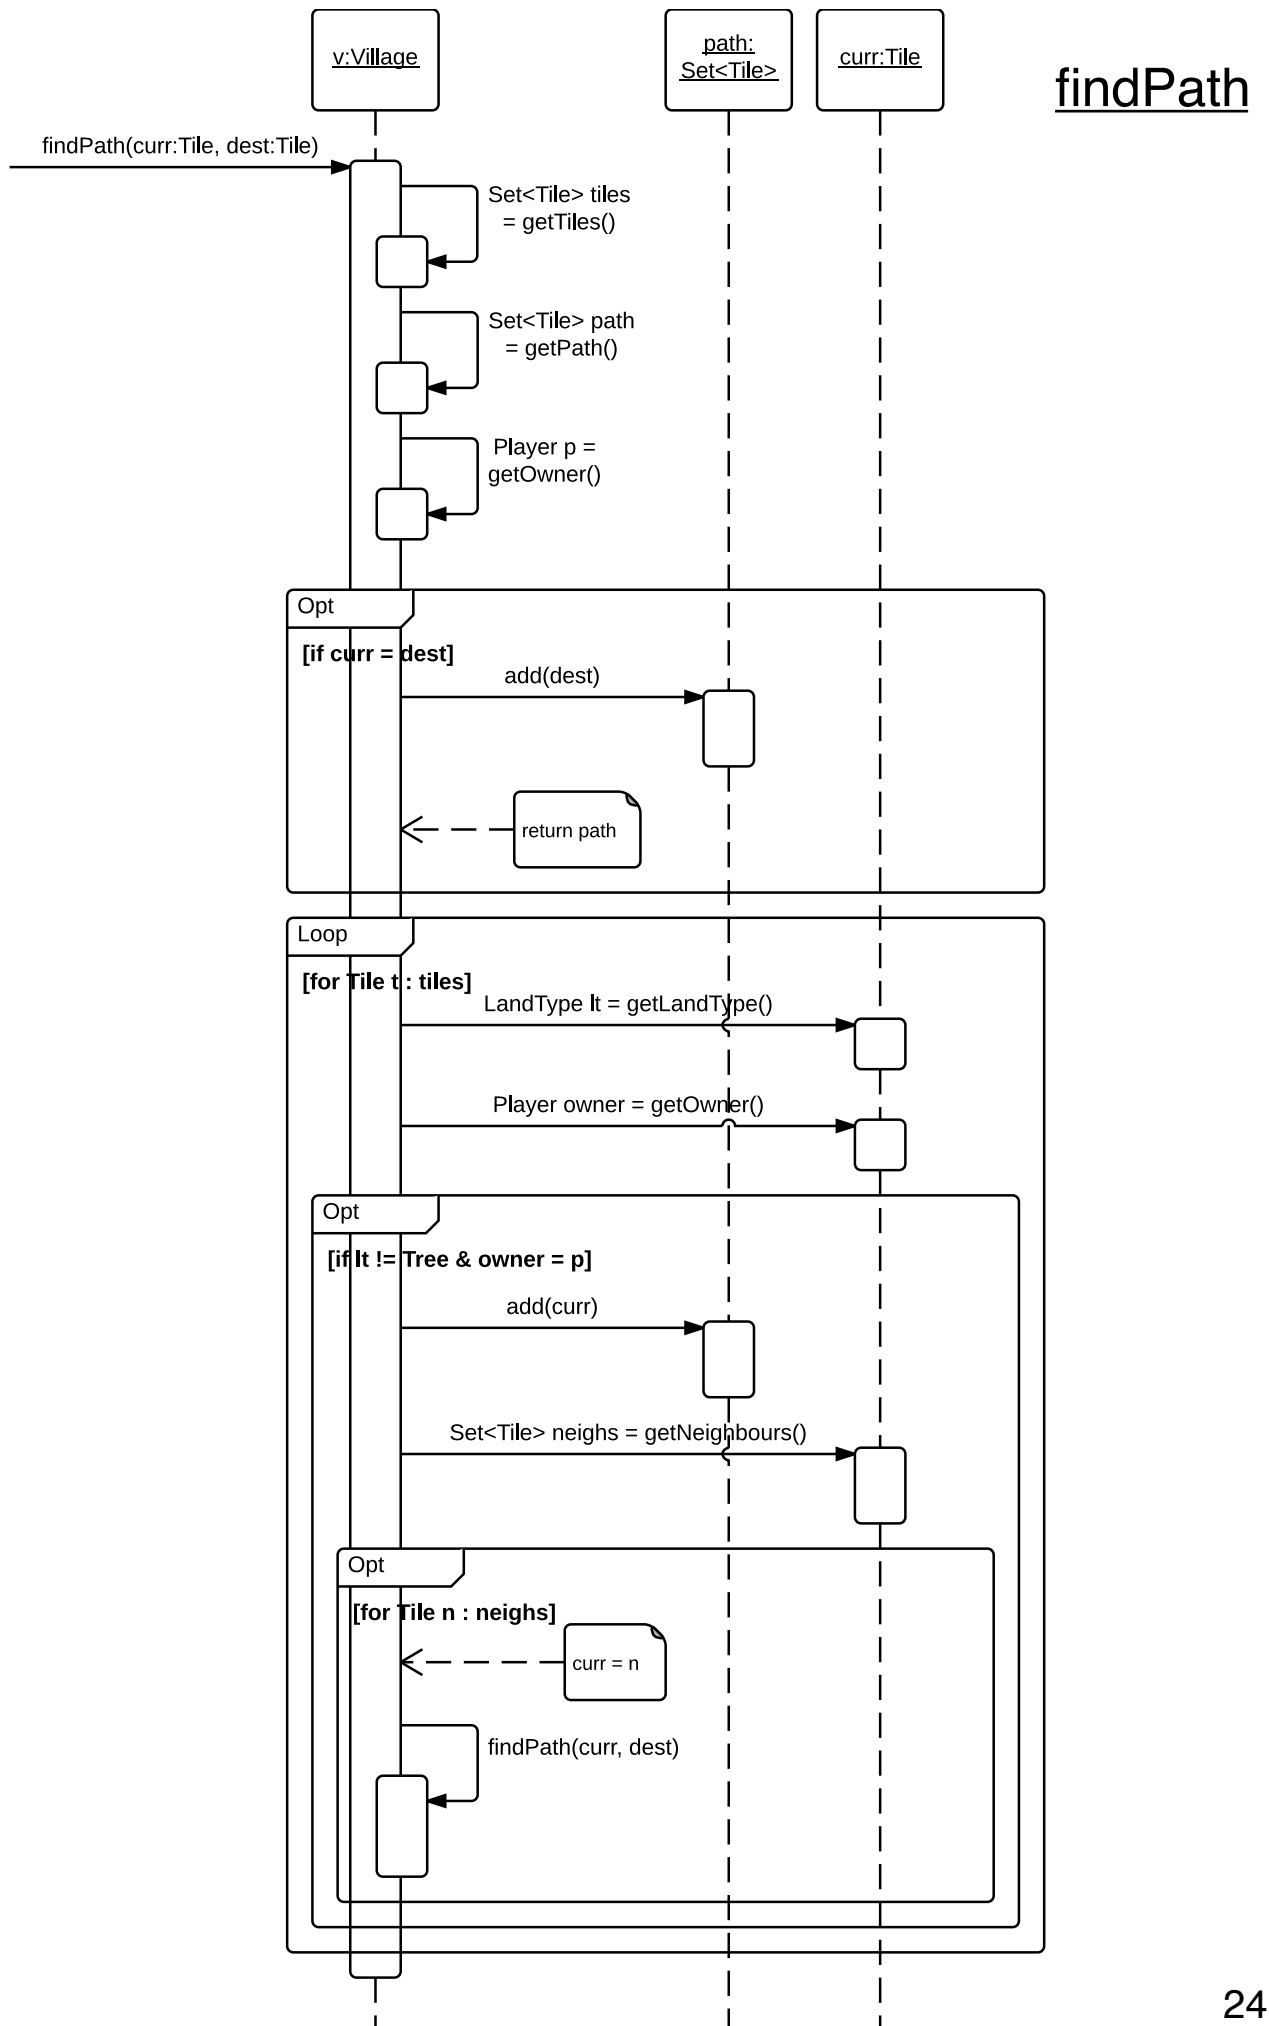 v:Village
path:
Set<Tile>
curr:Tile
findPath
findPath(curr:Tile, dest:Tile)
Set<Tile> tiles
= getTiles()
Set<Tile> path
= getPath()
Player p =
getOwner()
Opt
[if curr = dest]
add(dest)
return path
Loop
[for Tile t : tiles]
LandType lt = getLandType()
Player owner = getOwner()
Opt
[if lt != Tree & owner = p]
add(curr)
Set<Tile> neighs = getNeighbours()
Opt
[for Tile n : neighs]
curr = n
findPath(curr, dest)
24